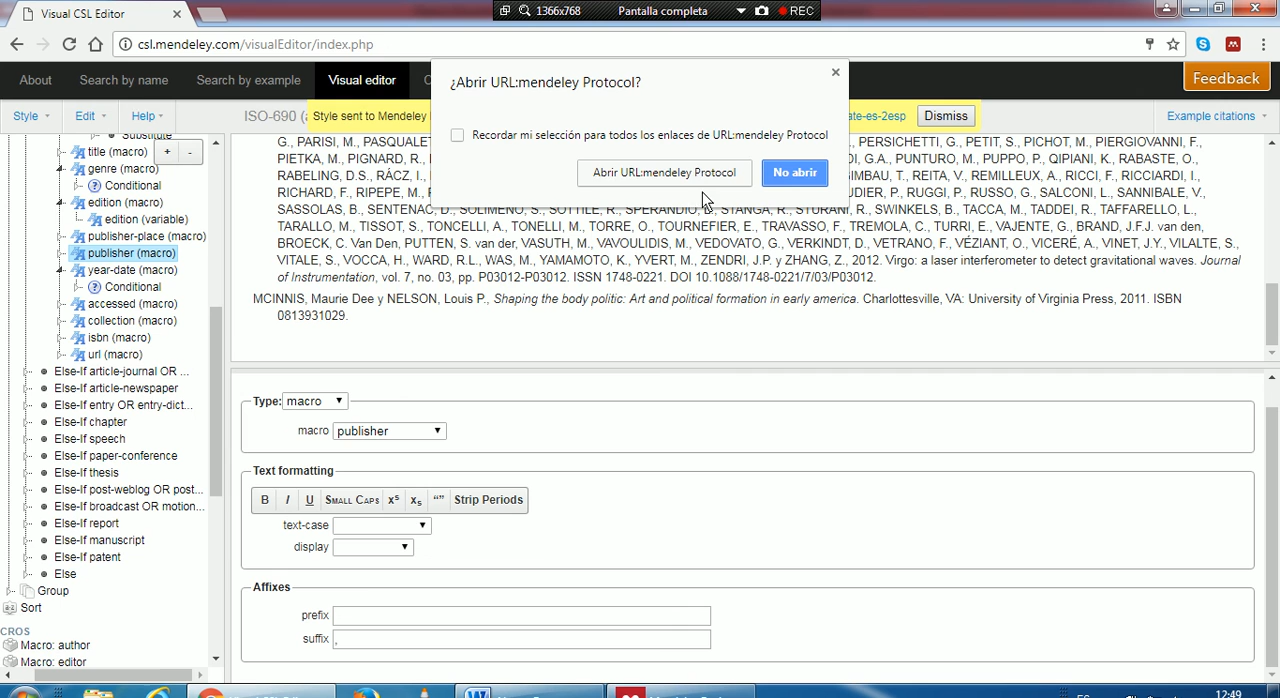 1366x768 Pantalla completa REC
Visual CSL Editor
csl.mendeley.com/visualEditor/index.php
¿Abrir URL:mendeley Protocol?
Recordar mi selección para todos los enlaces de URL:mendeley Protocol
Abrir URL:mendeley Protocol No abrir
About Search by name Search by example Visual editor Feedback
Style Edit Help ISO-690 Style sent to Mendeley ate-es-2esp Dismiss Example citations
Substitute
title (macro) + -
genre (macro)
Conditional
edition (macro)
edition (variable)
publisher-place (macro)
publisher (macro)
year-date (macro)
Conditional
accessed (macro)
collection (macro)
isbn (macro)
url (macro)
Else-If article-journal OR ...
Else-If article-newspaper
Else-If entry OR entry-dict...
Else-If chapter
Else-If speech
Else-If paper-conference
Else-If thesis
Else-If post-weblog OR post...
Else-If broadcast OR motion...
Else-If report
Else-If manuscript
Else-If patent
Else
Group
Sort
CROS
Macro: author
Macro: editor
G., PARISI, M., PASQUALET PERSICHETTI, G., PETIT, S., PICHOT, M., PIERGIOVANNI, F.,
PIETKA, M., PIGNARD, R., DI, G.A., PUNTURO, M., PUPPO, P., QIPIANI, K., RABASTE, O.,
RABELING, D.S., RÁCZ, I., GIMBAU, T., REITA, V., REMILLEUX, A., RICCI, F., RICCIARDI, I.,
RICHARD, F., RIPEPE, M., UDIER, P., RUGGI, P., RUSSO, G., SALCONI, L., SANNIBALE, V.,
SASSOLAS, B., SENTENAC, D., SOLIMENO, S., SOTTILE, R., SPERANDIO, STANGA, R., STURANI, R., SWINKELS, B., TACCA, M., TADDEI, R., TAFFARELLO, L.,
TARALLO, M., TISSOT, S., TONCELLI, A., TONELLI, M., TORRE, O., TOURNEFIER, E., TRAVASSO, F., TREMOLA, C., TURRI, E., VAJENTE, G., BRAND, J.F.J. van den,
BROECK, C. Van Den, PUTTEN, S. van der, VASUTH, M., VAVOULIDIS, M., VEDOVATO, G., VERKINDT, D., VETRANO, F., VÉZIANT, O., VICERÉ, A., VINET, J.Y., VILALTE, S.,
VITALE, S., VOCCA, H., WARD, R.L., WAS, M., YAMAMOTO, K., YVERT, M., ZENDRI, J.P. y ZHANG, Z., 2012. Virgo: a laser interferometer to detect gravitational waves. Journal
of Instrumentation, vol. 7, no. 03, pp. P03012-P03012. ISSN 1748-0221. DOI 10.1088/1748-0221/7/03/P03012.
MCINNIS, Maurie Dee y NELSON, Louis P., Shaping the body politic: Art and political formation in early america. Charlottesville, VA: University of Virginia Press, 2011. ISBN
0813931029.
Type: macro
macro publisher
Text formatting
B I U SMALL CAPS x⁵ x₅ “” Strip Periods
text-case
display
Affixes
prefix
suffix ,
ES 12:49